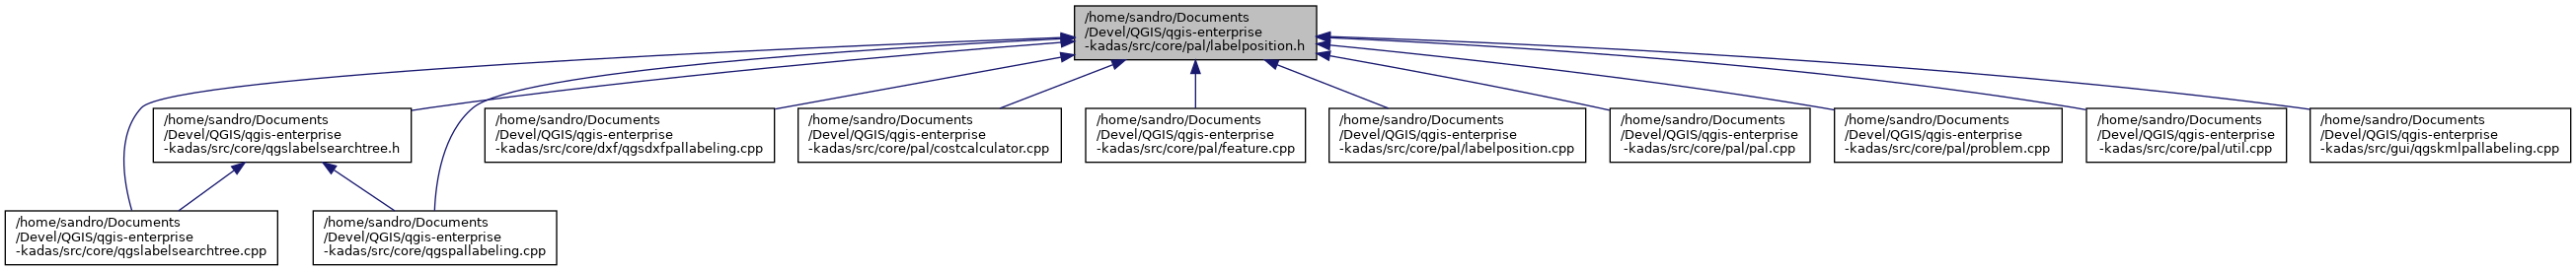 /home/sandro/Documents
/Devel/QGIS/qgis-enterprise
-kadas/src/core/pal/labelposition.h
/home/sandro/Documents
/Devel/QGIS/qgis-enterprise
-kadas/src/core/qgslabelsearchtree.h
/home/sandro/Documents
/Devel/QGIS/qgis-enterprise
-kadas/src/core/dxf/qgsdxfpallabeling.cpp
/home/sandro/Documents
/Devel/QGIS/qgis-enterprise
-kadas/src/core/pal/costcalculator.cpp
/home/sandro/Documents
/Devel/QGIS/qgis-enterprise
-kadas/src/core/pal/feature.cpp
/home/sandro/Documents
/Devel/QGIS/qgis-enterprise
-kadas/src/core/pal/labelposition.cpp
/home/sandro/Documents
/Devel/QGIS/qgis-enterprise
-kadas/src/core/pal/pal.cpp
/home/sandro/Documents
/Devel/QGIS/qgis-enterprise
-kadas/src/core/pal/problem.cpp
/home/sandro/Documents
/Devel/QGIS/qgis-enterprise
-kadas/src/core/pal/util.cpp
/home/sandro/Documents
/Devel/QGIS/qgis-enterprise
-kadas/src/gui/qgskmlpallabeling.cpp
/home/sandro/Documents
/Devel/QGIS/qgis-enterprise
-kadas/src/core/qgslabelsearchtree.cpp
/home/sandro/Documents
/Devel/QGIS/qgis-enterprise
-kadas/src/core/qgspallabeling.cpp